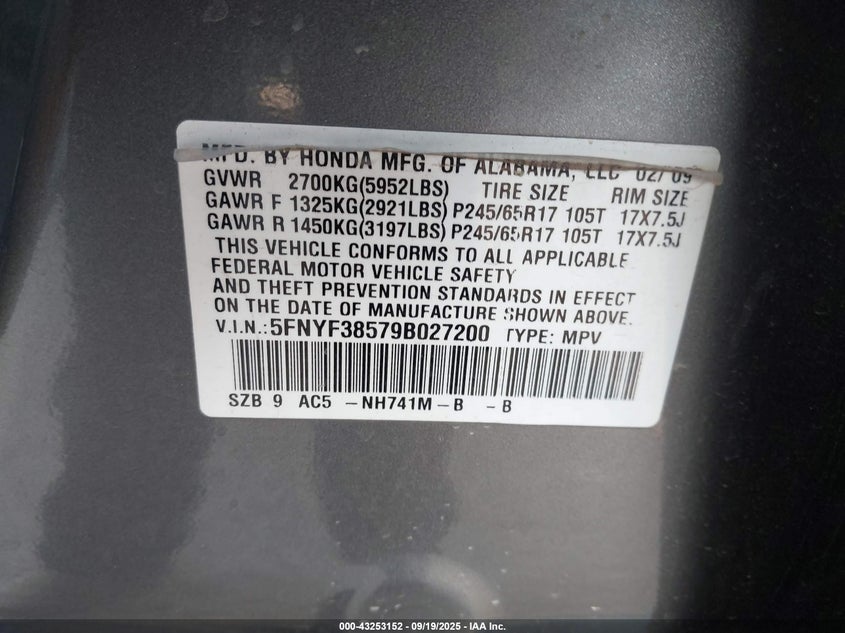 MFD. BY HONDA MFG. OF ALABAMA, LLC 02/09
GVWR 2700KG(5952LBS) TIRE SIZE RIM SIZE
GAWR F 1325KG(2921LBS) P245/65R17 105T 17X7.5J
GAWR R 1450KG(3197LBS) P245/65R17 105T 17X7.5J
THIS VEHICLE CONFORMS TO ALL APPLICABLE
FEDERAL MOTOR VEHICLE SAFETY
AND THEFT PREVENTION STANDARDS IN EFFECT
ON THE DATE OF MANUFACTURE SHOWN ABOVE.
V.I.N.: 5FNYF38579B027200 TYPE: MPV
SZB 9 AC5 -NH741M-B -B
000-43253152 - 09/19/2025 - IAA Inc.